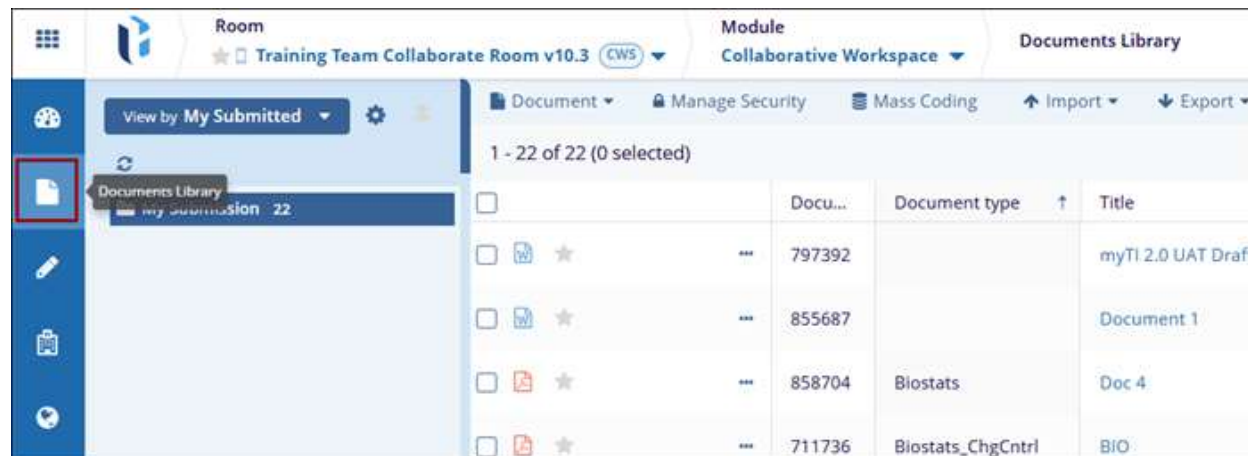 Room
Training Team Collaborate Room v10.3 CWS
Module
Collaborative Workspace
Documents Library
View by My Submitted
Document
Manage Security
Mass Coding
Import
Export
1 - 22 of 22 (0 selected)
Documents Library
My Submission 22
Docu... Document type Title
797392 myTI 2.0 UAT Draf
855687 Document 1
858704 Biostats Doc 4
711736 Biostats_ChgCntrl BIO